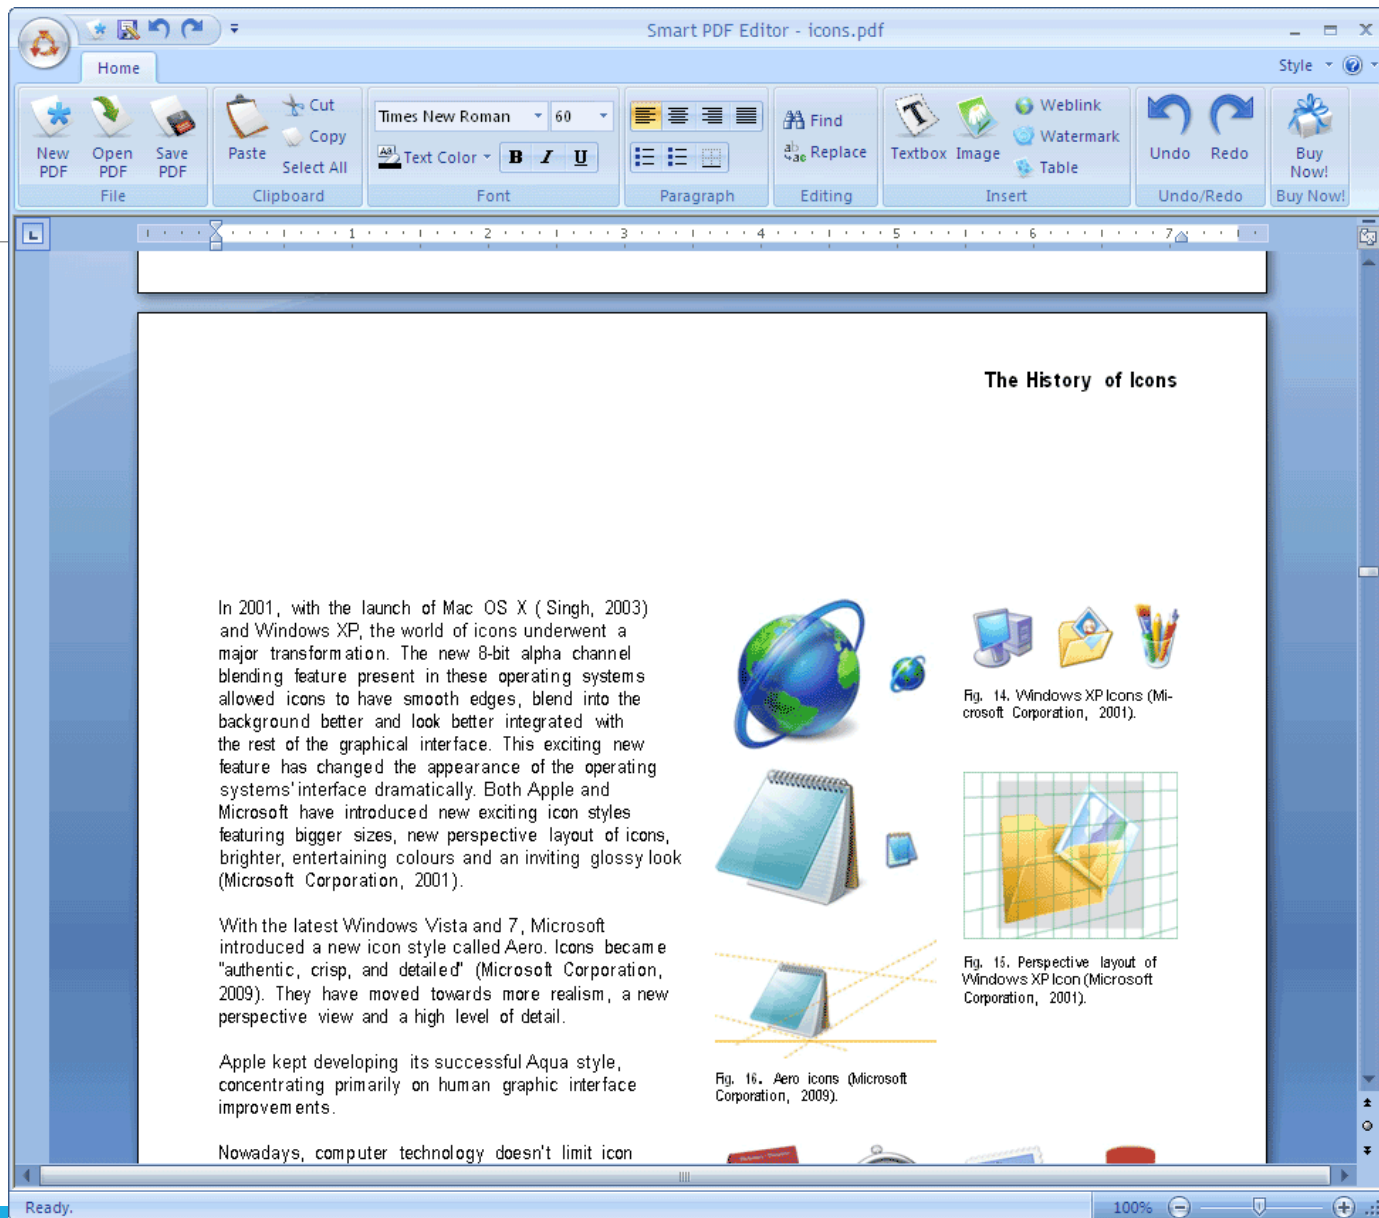 Smart PDF Editor - icons.pdf
Home
Style
New PDF
Open PDF
Save PDF
File
Paste
Cut
Copy
Select All
Clipboard
Times New Roman
60
Text Color
B I U
Font
Paragraph
Find
Replace
Editing
Textbox
Image
Weblink
Watermark
Table
Insert
Undo
Redo
Undo/Redo
Buy Now!
Buy Now!
1 2 3 4 5 6 7
The History of Icons
In 2001, with the launch of Mac OS X ( Singh, 2003)
and Windows XP, the world of icons underwent a
major transformation. The new 8-bit alpha channel
blending feature present in these operating systems
allowed icons to have smooth edges, blend into the
background better and look better integrated with
the rest of the graphical interface. This exciting new
feature has changed the appearance of the operating
systems' interface dramatically. Both Apple and
Microsoft have introduced new exciting icon styles
featuring bigger sizes, new perspective layout of icons,
brighter, entertaining colours and an inviting glossy look
(Microsoft Corporation, 2001).
With the latest Windows Vista and 7, Microsoft
introduced a new icon style called Aero. Icons became
"authentic, crisp, and detailed" (Microsoft Corporation,
2009). They have moved towards more realism, a new
perspective view and a high level of detail.
Apple kept developing its successful Aqua style,
concentrating primarily on human graphic interface
improvements.
Nowadays, computer technology doesn't limit icon
Fig. 14. Windows XP Icons (Mi-
crosoft Corporation, 2001).
Fig. 15. Perspective layout of
Windows XP Icon (Microsoft
Corporation, 2001).
Fig. 16. Aero icons (Microsoft
Corporation, 2009).
Ready.
100%